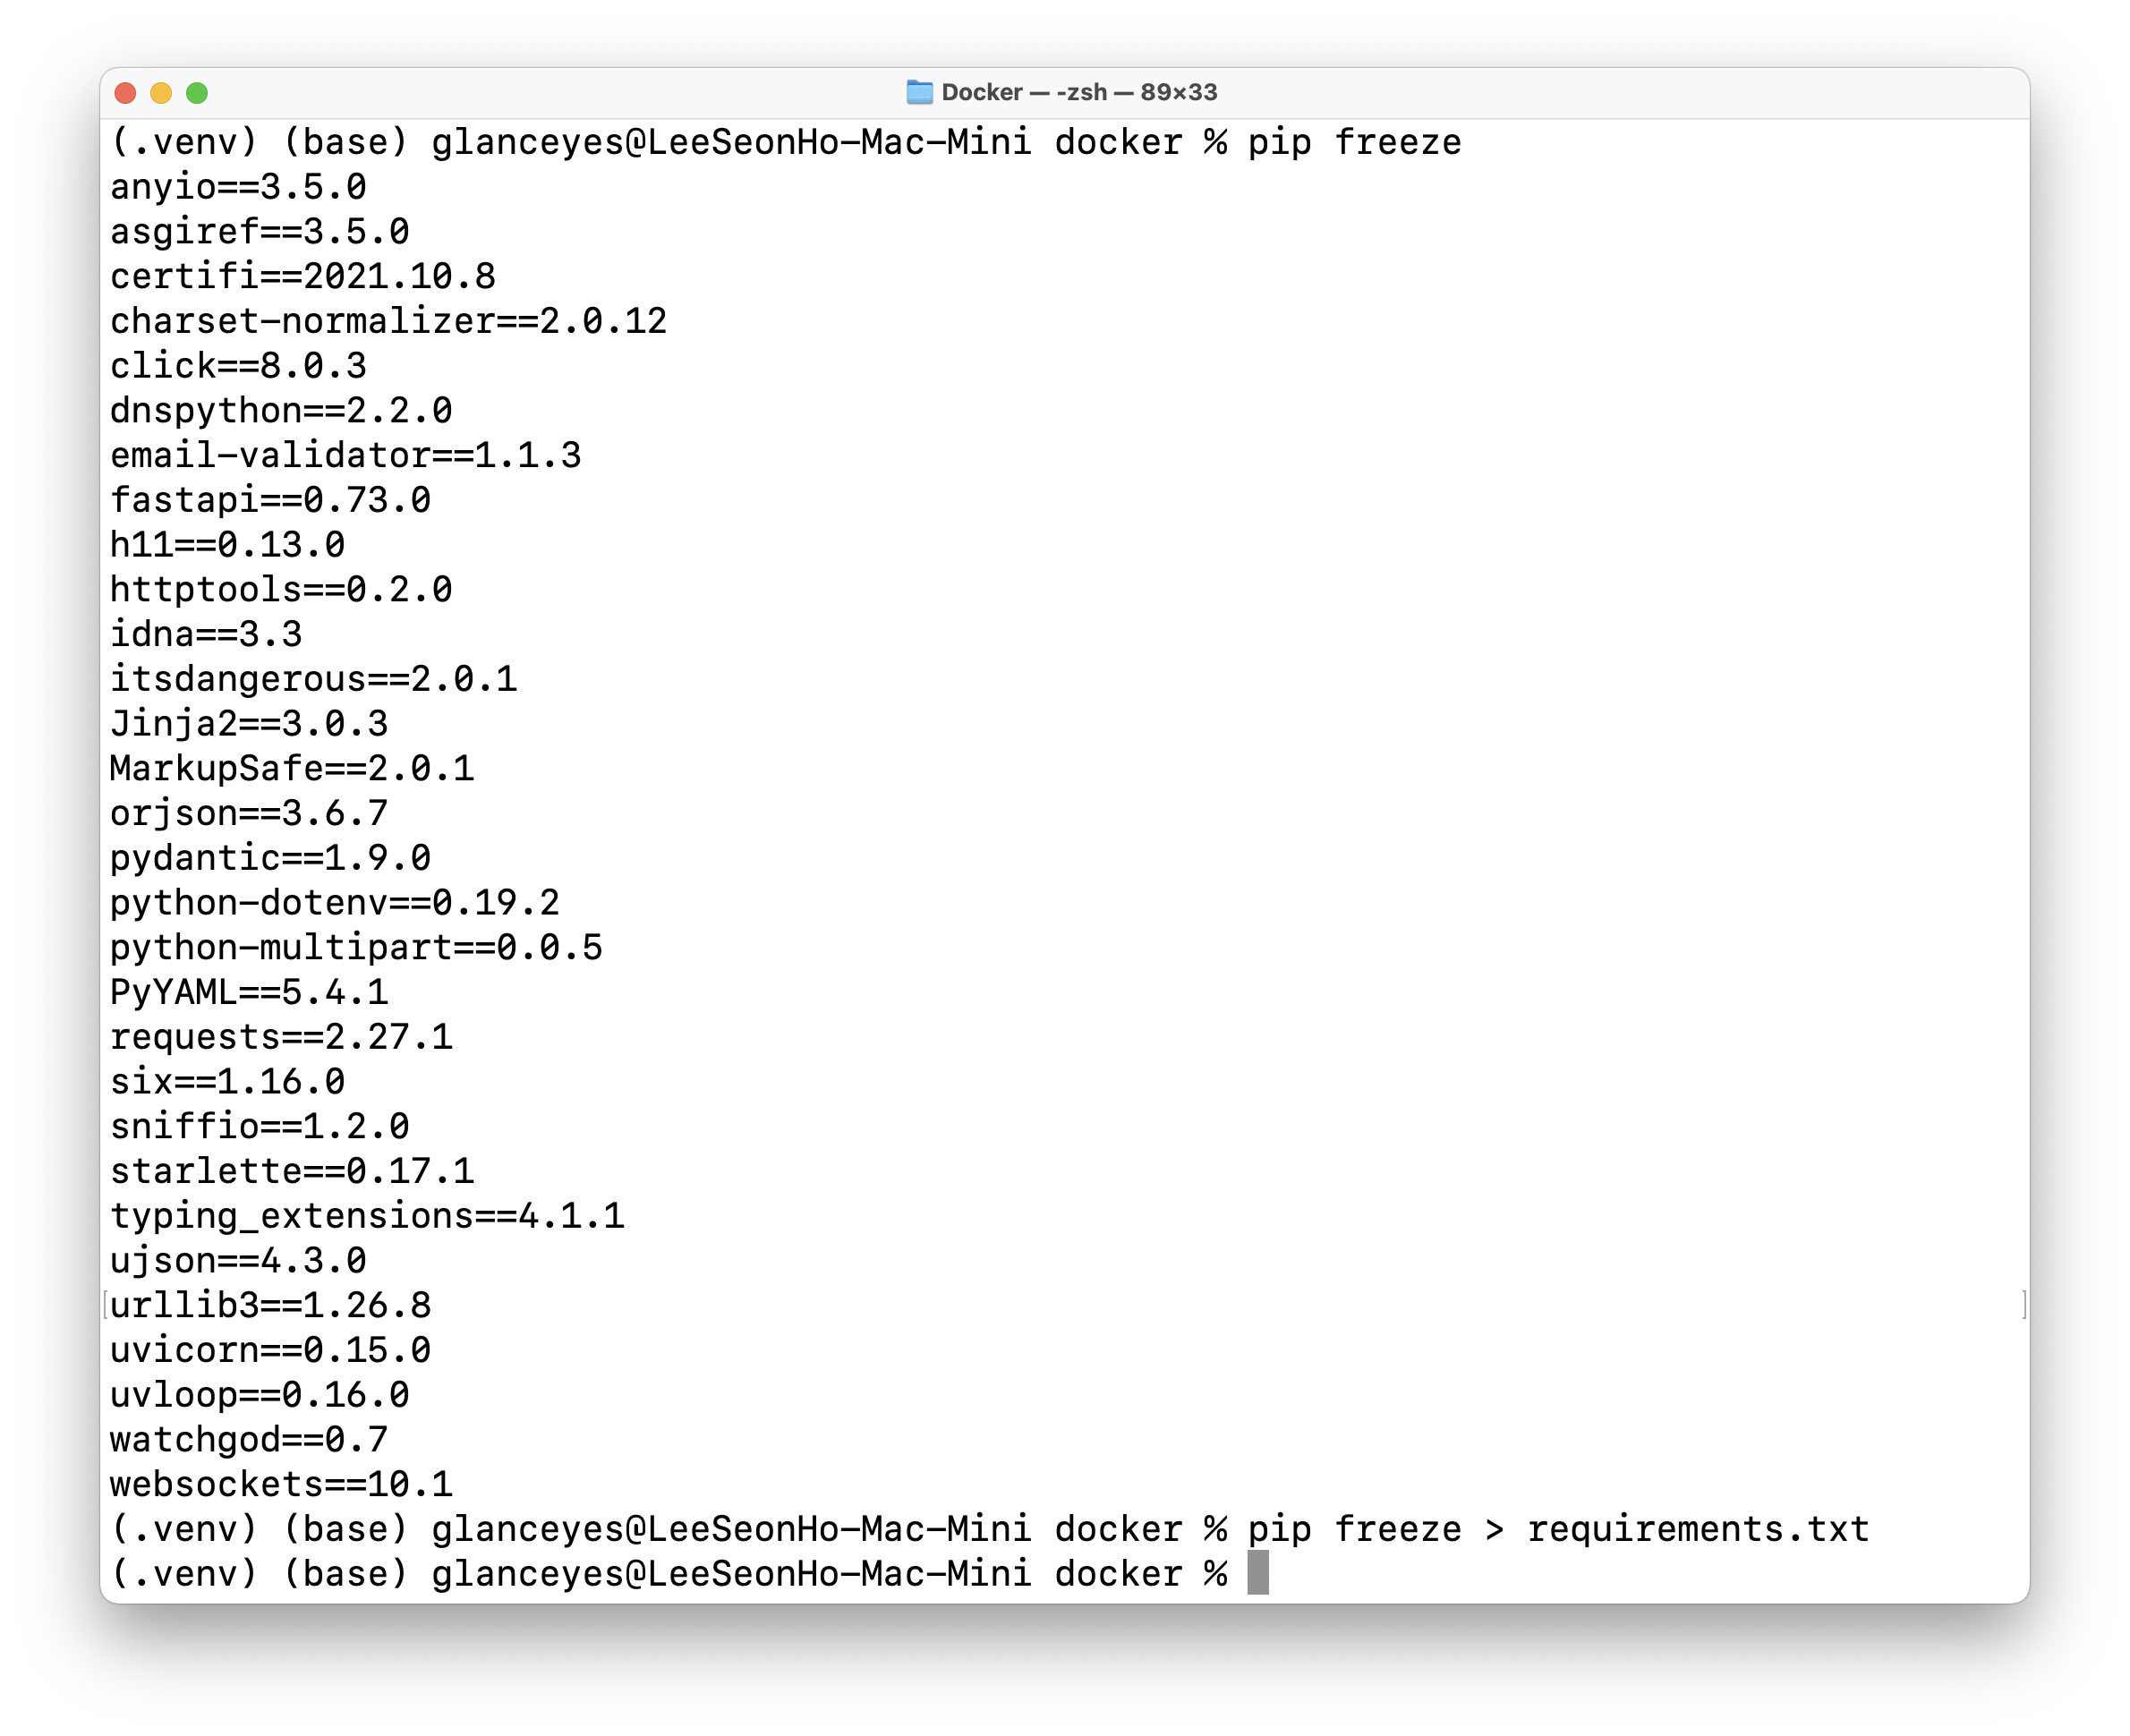 Docker — -zsh — 89×33
(.venv) (base) glanceyes@LeeSeonHo-Mac-Mini docker % pip freeze
anyio==3.5.0
asgiref==3.5.0
certifi==2021.10.8
charset-normalizer==2.0.12
click==8.0.3
dnspython==2.2.0
email-validator==1.1.3
fastapi==0.73.0
h11==0.13.0
httptools==0.2.0
idna==3.3
itsdangerous==2.0.1
Jinja2==3.0.3
MarkupSafe==2.0.1
orjson==3.6.7
pydantic==1.9.0
python-dotenv==0.19.2
python-multipart==0.0.5
PyYAML==5.4.1
requests==2.27.1
six==1.16.0
sniffio==1.2.0
starlette==0.17.1
typing_extensions==4.1.1
ujson==4.3.0
urllib3==1.26.8
uvicorn==0.15.0
uvloop==0.16.0
watchgod==0.7
websockets==10.1
(.venv) (base) glanceyes@LeeSeonHo-Mac-Mini docker % pip freeze > requirements.txt
(.venv) (base) glanceyes@LeeSeonHo-Mac-Mini docker %